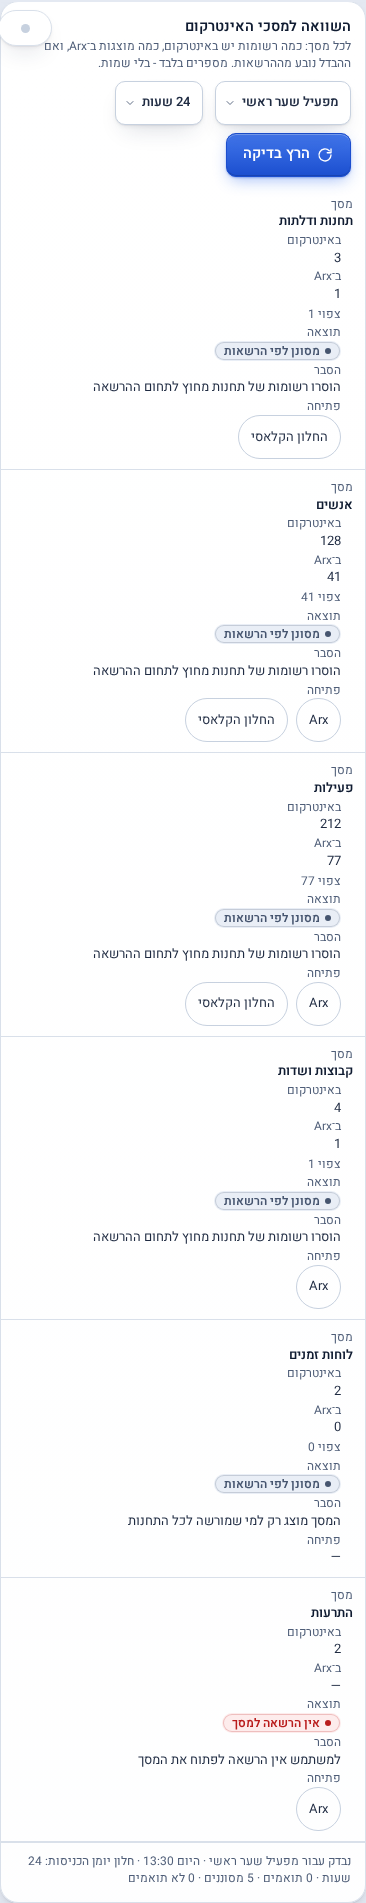 השוואה למסכי האינטרקום
לכל מסך: כמה רשומות יש באינטרקום, כמה מוצגות ב־Arx, ואם
ההבדל נובע מההרשאות. מספרים בלבד - בלי שמות.
מפעיל שער ראשי
24 שעות
הרץ בדיקה
מסך
תחנות ודלתות
באינטרקום
3
ב־Arx
1
צפוי 1
תוצאה
מסונן לפי הרשאות
הסבר
הוסרו רשומות של תחנות מחוץ לתחום ההרשאה
פתיחה
החלון הקלאסי
מסך
אנשים
באינטרקום
128
ב־Arx
41
צפוי 41
תוצאה
מסונן לפי הרשאות
הסבר
הוסרו רשומות של תחנות מחוץ לתחום ההרשאה
פתיחה
Arx
החלון הקלאסי
מסך
פעילות
באינטרקום
212
ב־Arx
77
צפוי 77
תוצאה
מסונן לפי הרשאות
הסבר
הוסרו רשומות של תחנות מחוץ לתחום ההרשאה
פתיחה
Arx
החלון הקלאסי
מסך
קבוצות ושדות
באינטרקום
4
ב־Arx
1
צפוי 1
תוצאה
מסונן לפי הרשאות
הסבר
הוסרו רשומות של תחנות מחוץ לתחום ההרשאה
פתיחה
Arx
מסך
לוחות זמנים
באינטרקום
2
ב־Arx
0
צפוי 0
תוצאה
מסונן לפי הרשאות
הסבר
המסך מוצג רק למי שמורשה לכל התחנות
פתיחה
—
מסך
התרעות
באינטרקום
2
ב־Arx
—
תוצאה
אין הרשאה למסך
הסבר
למשתמש אין הרשאה לפתוח את המסך
פתיחה
Arx
נבדק עבור מפעיל שער ראשי · היום 13:30 · חלון יומן הכניסות: 24
שעות · 0 תואמים · 5 מסוננים · 0 לא תואמים